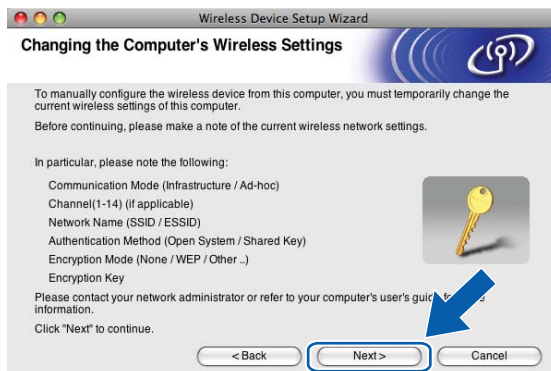 Wireless Device Setup Wizard
Changing the Computer's Wireless Settings
To manually configure the wireless device from this computer, you must temporarily change the
current wireless settings of this computer.
Before continuing, please make a note of the current wireless network settings.
In particular, please note the following:
Communication Mode (Infrastructure / Ad-hoc)
Channel(1-14) (if applicable)
Network Name (SSID / ESSID)
Authentication Method (Open System / Shared Key)
Encryption Mode (None / WEP / Other ..)
Encryption Key
Please contact your network administrator or refer to your computer's user's
information.
Click "Next" to continue.
< Back Next > Cancel